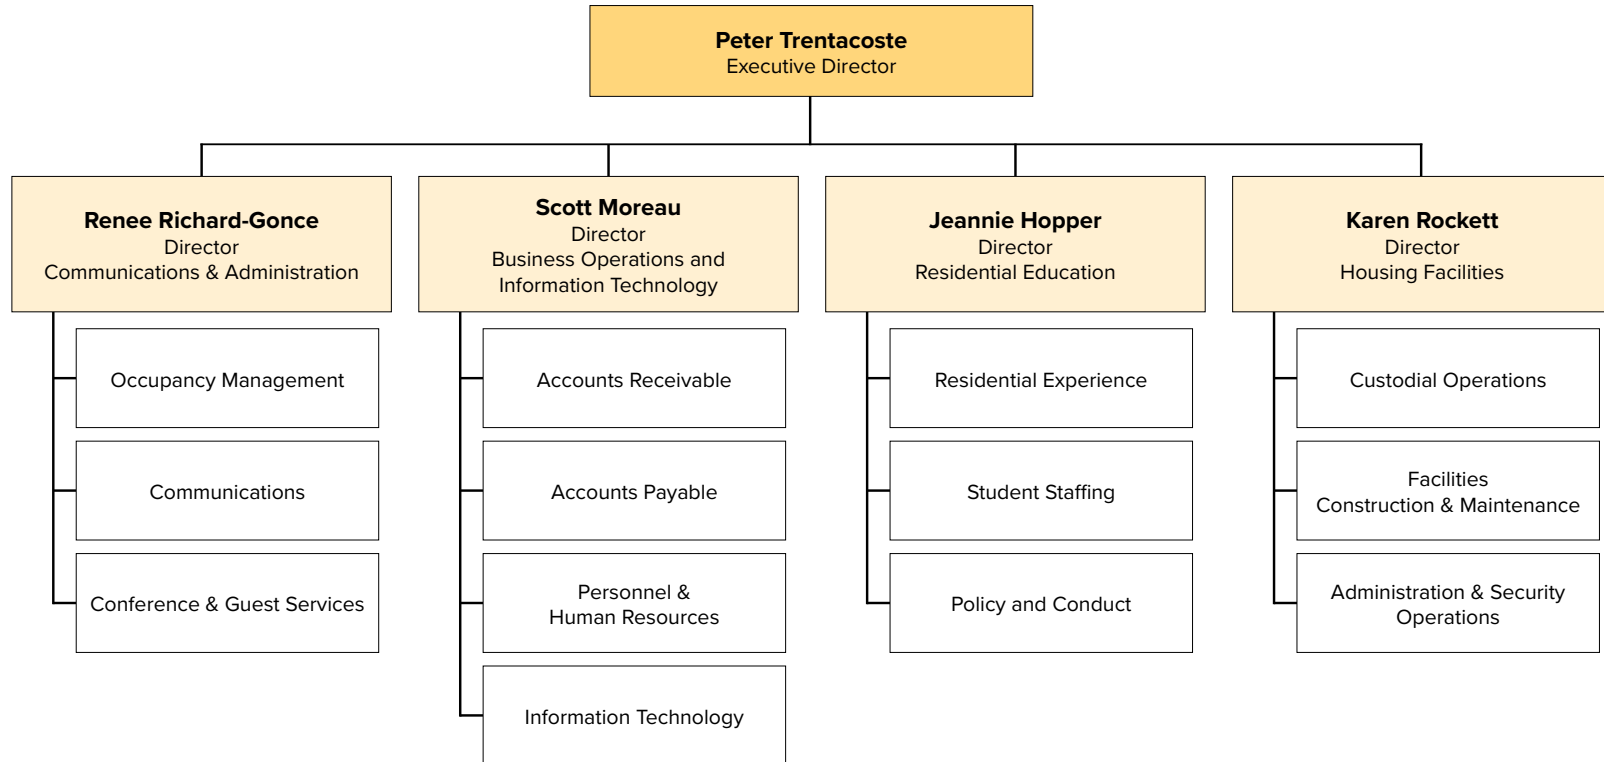 Peter Trentacoste
Executive Director
Renee Richard-Gonce
Director
Communications & Administration
Occupancy Management
Communications
Conference & Guest Services
Scott Moreau
Director
Business Operations and
Information Technology
Accounts Receivable
Accounts Payable
Personnel &
Human Resources
Information Technology
Jeannie Hopper
Director
Residential Education
Residential Experience
Student Staffing
Policy and Conduct
Karen Rockett
Director
Housing Facilities
Custodial Operations
Facilities
Construction & Maintenance
Administration & Security
Operations